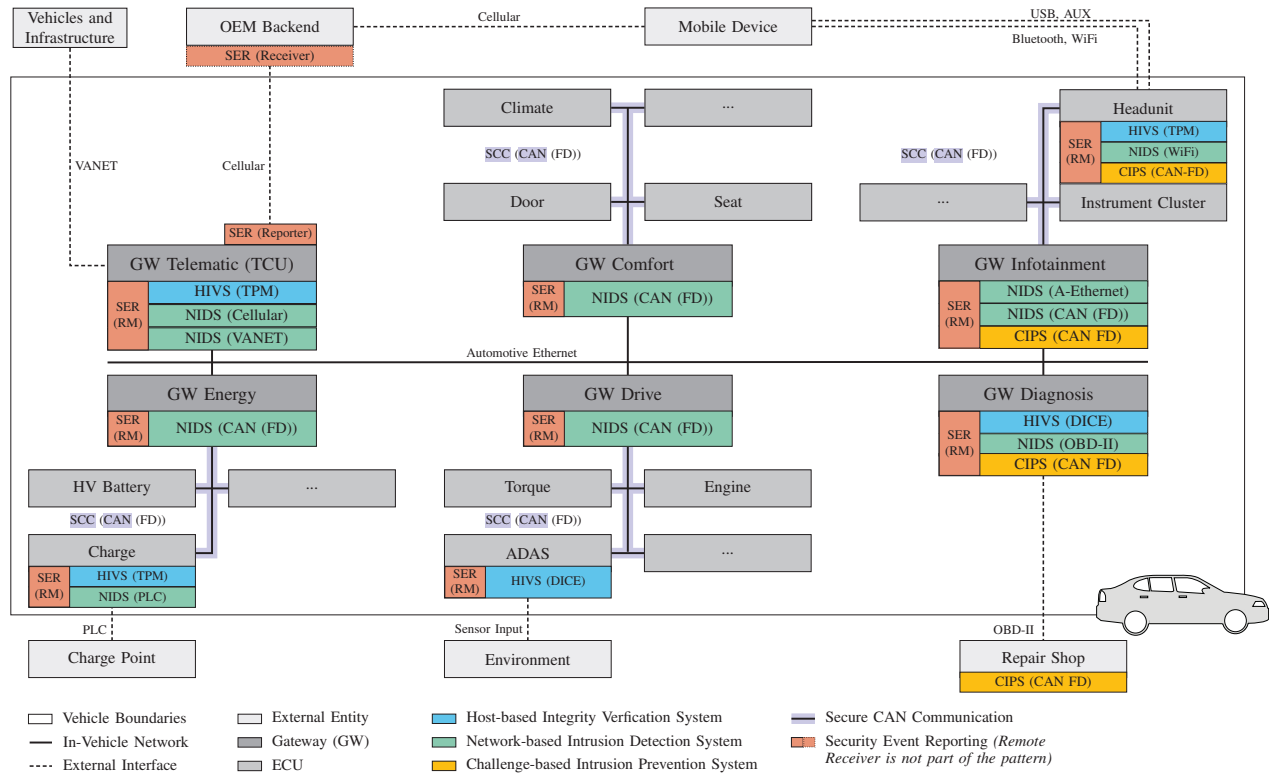 Vehicles and
Infrastructure
OEM Backend
SER (Receiver)
Cellular
Mobile Device
USB, AUX
Bluetooth, WiFi
VANET
Cellular
Climate
...
SCC (CAN (FD))
Door
Seat
Headunit
SER
(RM)
HIVS (TPM)
NIDS (WiFi)
CIPS (CAN-FD)
SCC (CAN (FD))
...
Instrument Cluster
SER (Reporter)
GW Telematic (TCU)
SER
(RM)
HIVS (TPM)
NIDS (Cellular)
NIDS (VANET)
GW Comfort
SER
(RM)
NIDS (CAN (FD))
GW Infotainment
SER
(RM)
NIDS (A-Ethernet)
NIDS (CAN (FD))
CIPS (CAN FD)
Automotive Ethernet
GW Energy
SER
(RM)
NIDS (CAN (FD))
GW Drive
SER
(RM)
NIDS (CAN (FD))
GW Diagnosis
SER
(RM)
HIVS (DICE)
NIDS (OBD-II)
CIPS (CAN FD)
HV Battery
...
SCC (CAN (FD))
Charge
SER
(RM)
HIVS (TPM)
NIDS (PLC)
Torque
Engine
SCC (CAN (FD))
ADAS
...
SER
(RM)
HIVS (DICE)
PLC
Charge Point
Sensor Input
Environment
OBD-II
Repair Shop
CIPS (CAN FD)
Vehicle Boundaries
In-Vehicle Network
External Interface
External Entity
Gateway (GW)
ECU
Host-based Integrity Verfication System
Network-based Intrusion Detection System
Challenge-based Intrusion Prevention System
Secure CAN Communication
Security Event Reporting (Remote
Receiver is not part of the pattern)